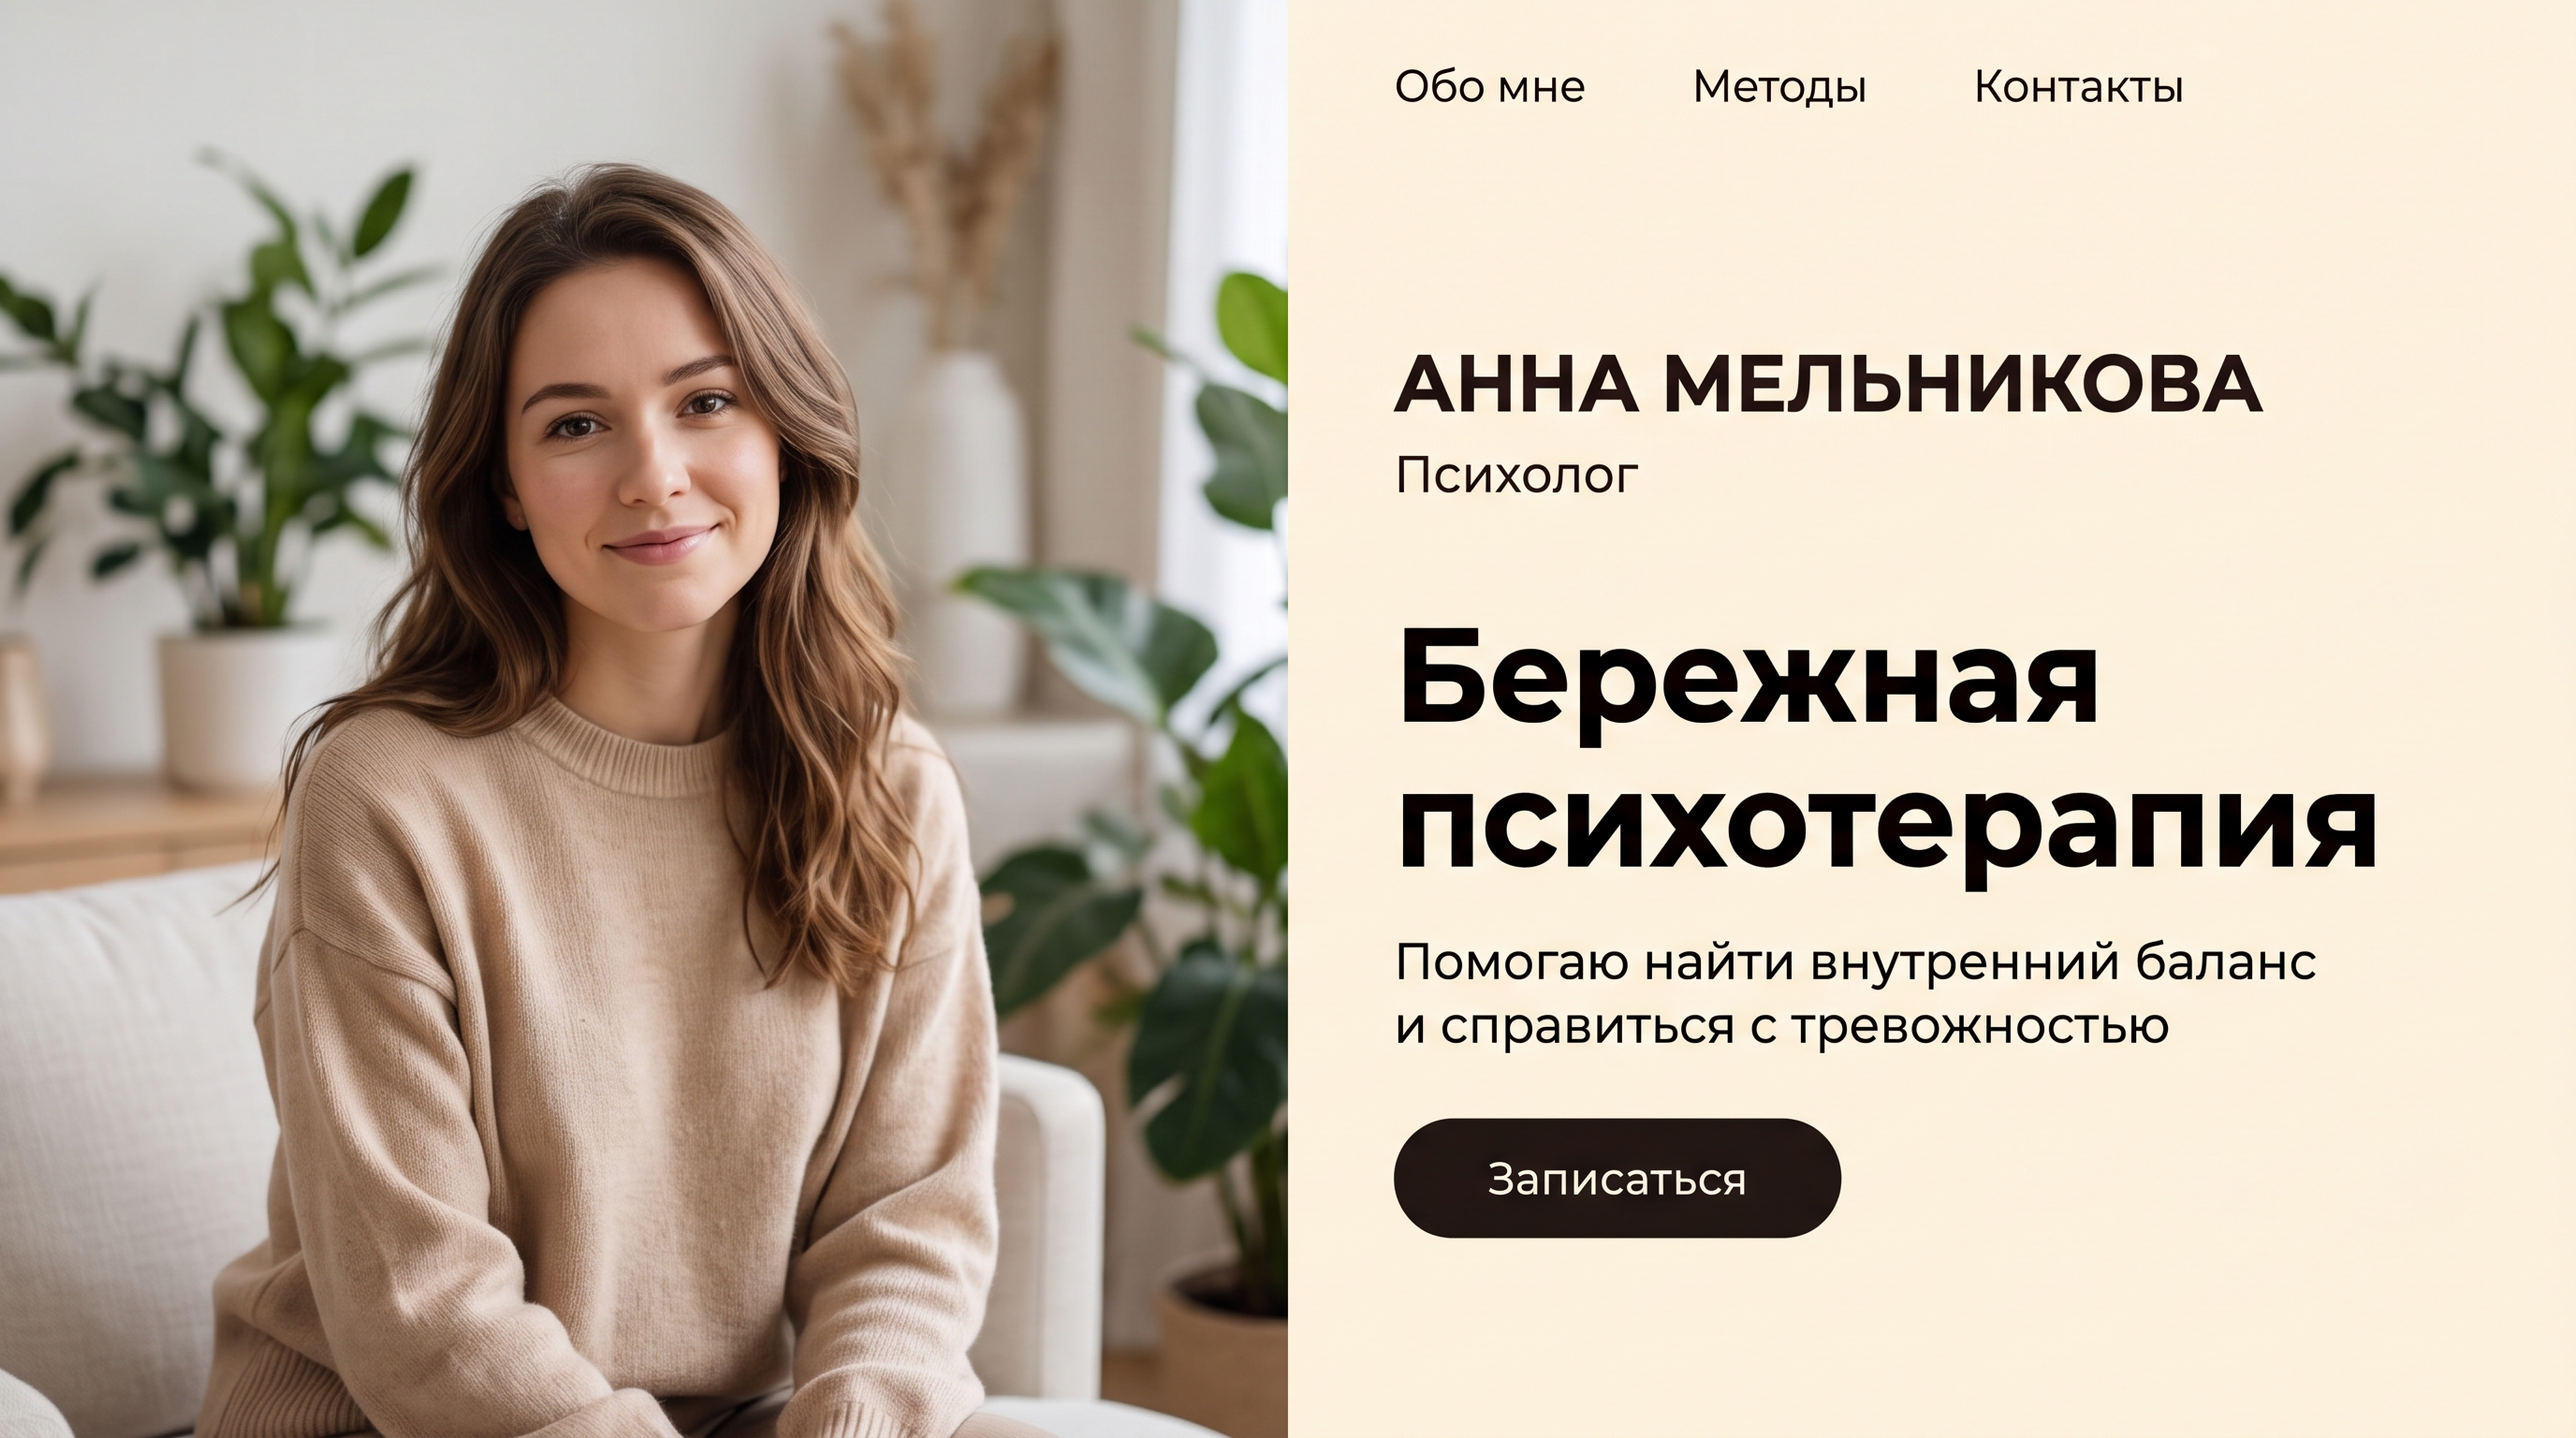 Обо мне Методы Контакты
АННА МЕЛЬНИКОВА
Психолог
Бережная
психотерапия
Помогаю найти внутренний баланс
и справиться с тревожностью
Записаться